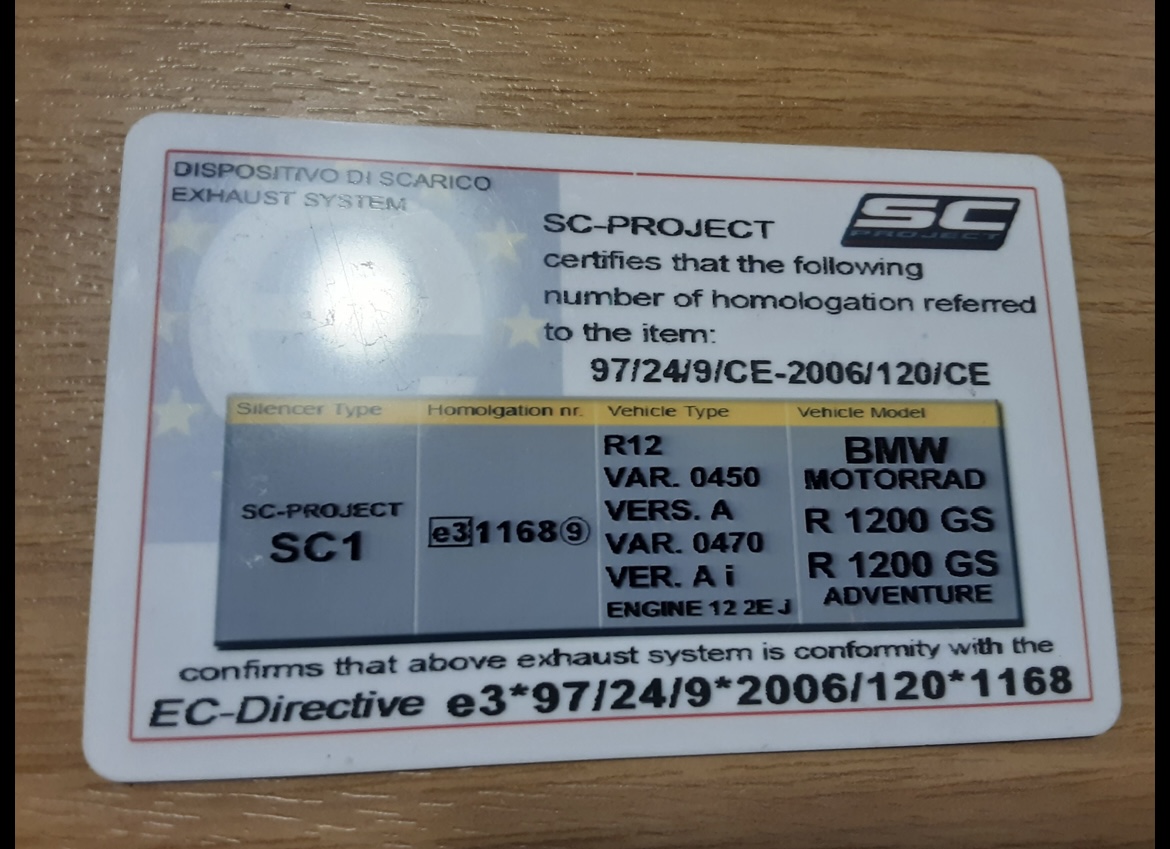 DISPOSITIVO DI SCARICO
EXHAUST SYSTEM
SC
PROJECT
SC-PROJECT
certifies that the following
number of homologation referred
to the item:
97/24/9/CE-2006/120/CE
Silencer Type
Homolgation nr.
Vehicle Type
Vehicle Model
SC-PROJECT
SC1
e3 1168 9
R12
VAR. 0450
VERS. A
VAR. 0470
VER. A i
ENGINE 12 2E J
BMW
MOTORRAD
R 1200 GS
R 1200 GS
ADVENTURE
confirms that above exhaust system is conformity with the
EC-Directive e3*97/24/9*2006/120*1168